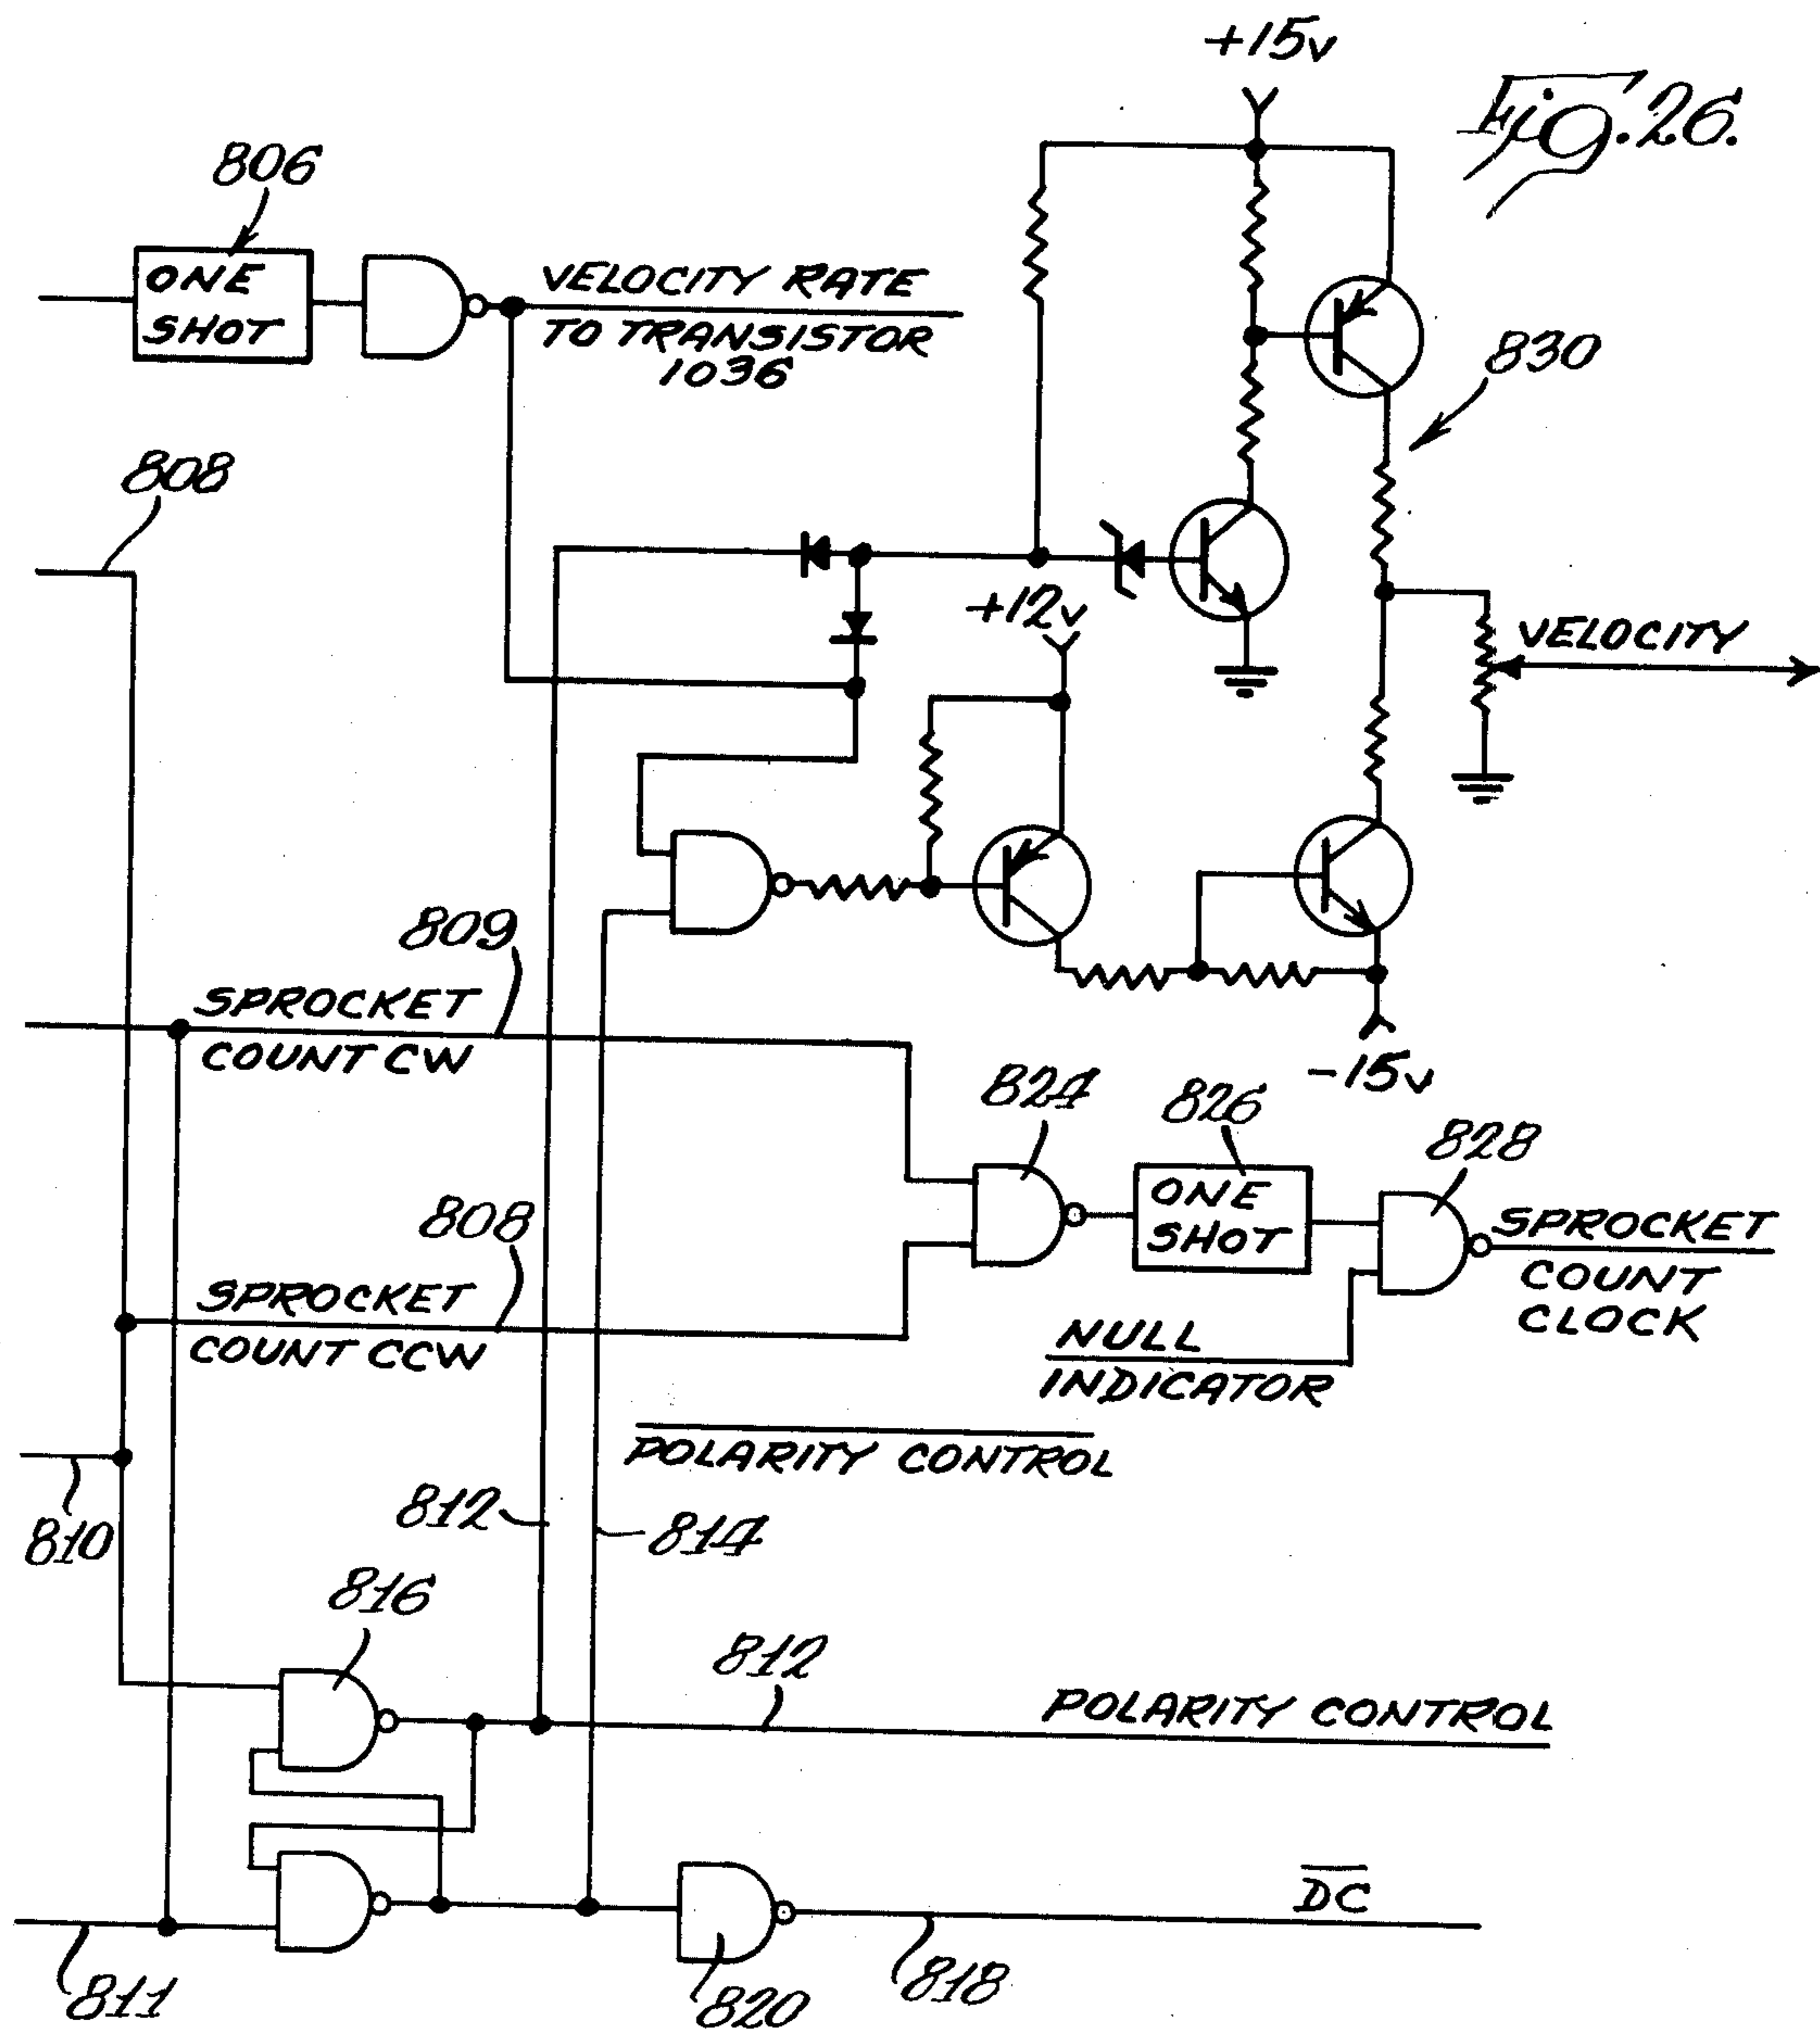 +15v
Fig. 26.
806
ONE
SHOT
VELOCITY RATE
TO TRANSISTOR
1036
830
808
+12v
VELOCITY
809
SPROCKET
COUNT CW
-15v
824
826
828
ONE
SHOT
SPROCKET
COUNT
CLOCK
808
SPROCKET
COUNT CCW
NULL
INDICATOR
POLARITY CONTROL
810
812
814
816
812
POLARITY CONTROL
DC
811
820
818